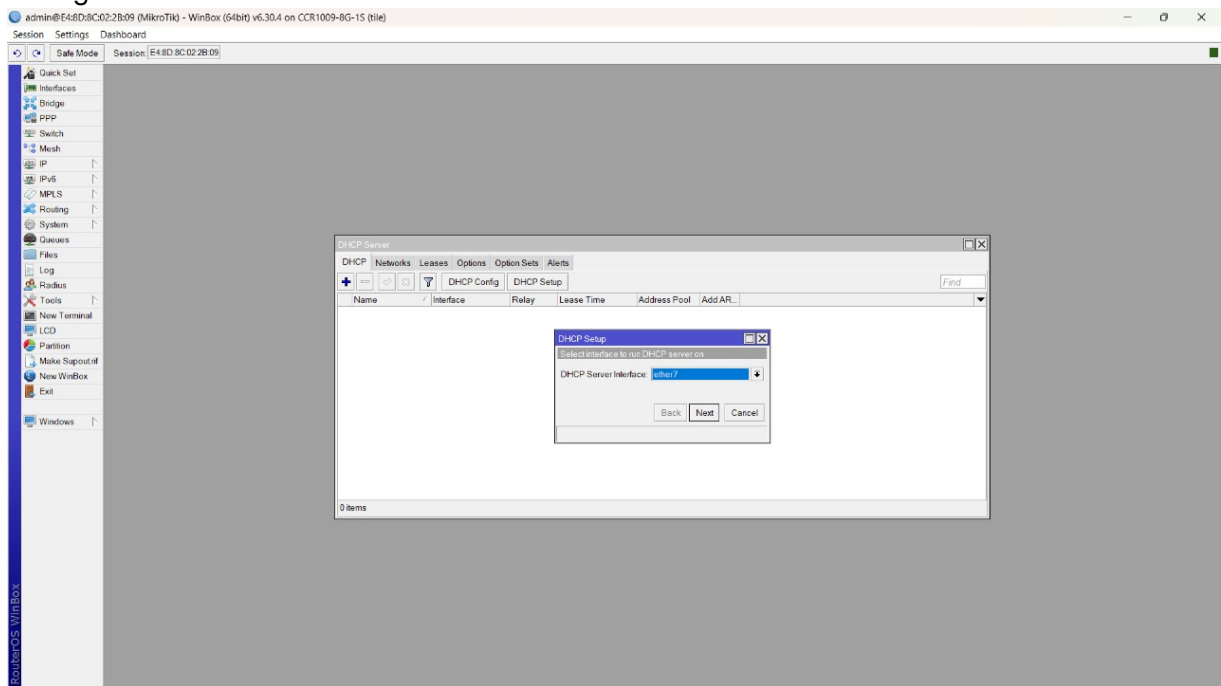 admin@E4:8D:8C:02:2B:09 (MikroTik) - WinBox (64bit) v6.30.4 on CCR1009-8G-1S (tile)
Session Settings Dashboard
Safe Mode Session: E4:8D:8C:02:2B:09
Quick Set
Interfaces
Bridge
PPP
Switch
Mesh
IP
IPv6
MPLS
Routing
System
Queues
Files
Log
Radius
Tools
New Terminal
LCD
Partition
Make Supout.rif
New WinBox
Exit
Windows
RouterOS WinBox
DHCP Server
DHCP Networks Leases Options Option Sets Alerts
DHCP Config DHCP Setup Find
Name Interface Relay Lease Time Address Pool Add AR...
DHCP Setup
Select interface to run DHCP server on
DHCP Server Interface: ether7
Back Next Cancel
0 items